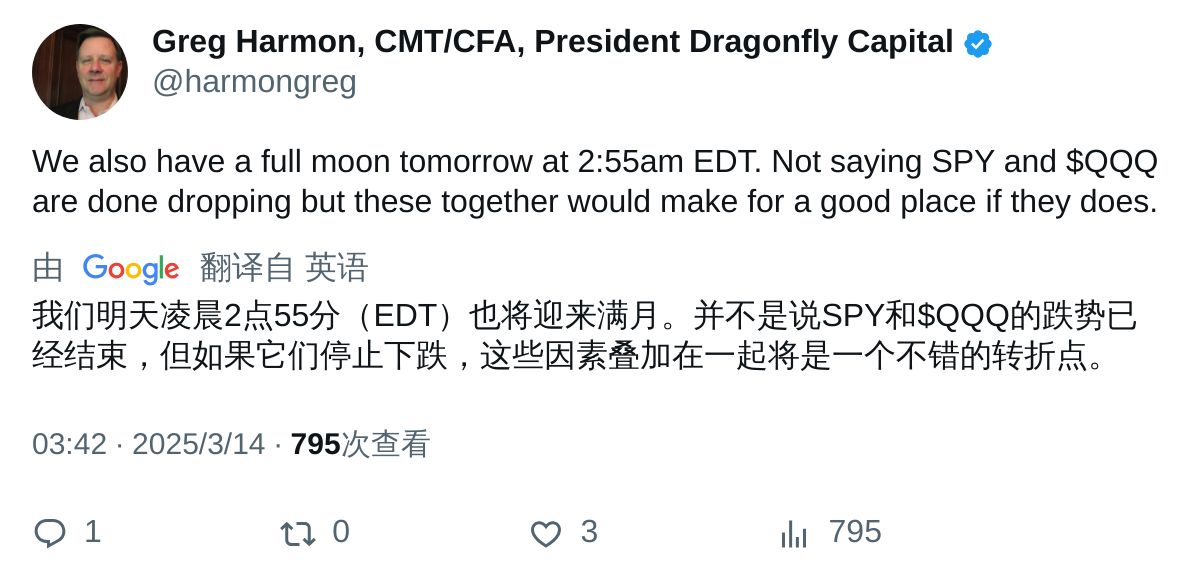 Greg Harmon, CMT/CFA, President Dragonfly Capital
@harmongreg
We also have a full moon tomorrow at 2:55am EDT. Not saying SPY and $QQQ
are done dropping but these together would make for a good place if they does.
由 Google 翻译自 英语
我们明天凌晨2点55分（EDT）也将迎来满月。并不是说SPY和$QQQ的跌势已
经结束，但如果它们停止下跌，这些因素叠加在一起将是一个不错的转折点。
03:42 · 2025/3/14 · 795次查看
1 0 3 795